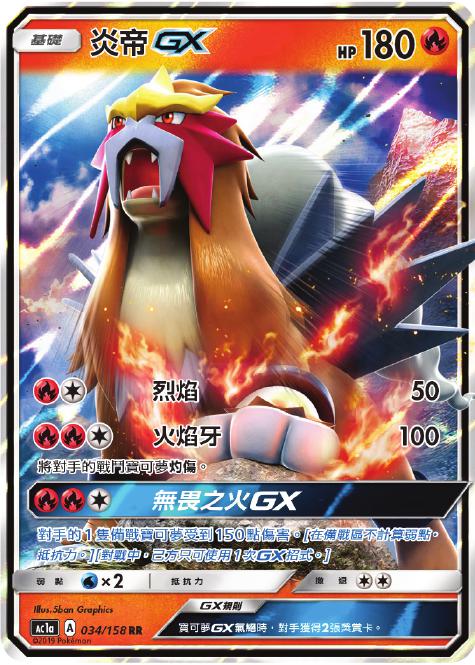 基礎 炎帝GX HP 180
烈焰 50
火焰牙 100
將對手的戰鬥寶可夢灼傷。
無畏之火GX
對手的1隻備戰寶可夢受到150點傷害。[在備戰區不計算弱點、
抵抗力。][對戰中,己方只可使用1次GX招式。]
弱點 ×2 抵抗力 撤退
Illus.5ban Graphics
GX規則
AC1a A 034/158 RR
寶可夢GX氣絕時,對手獲得2張獎賞卡。
©2019 Pokémon